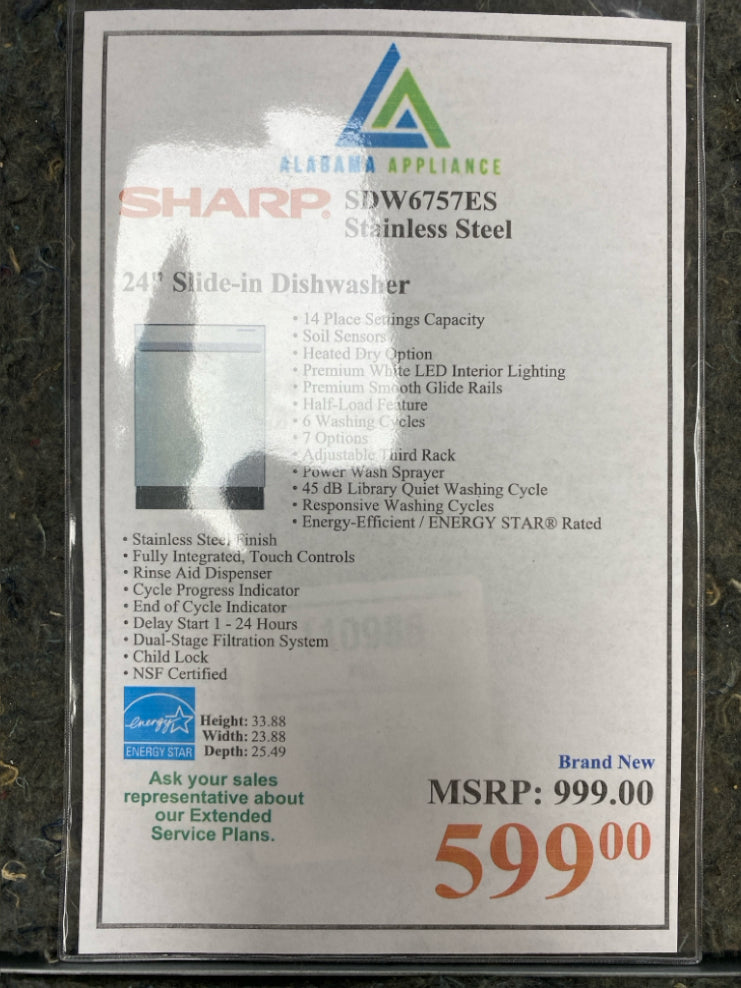 ALABAMA APPLIANCE
SHARP. SDW6757ES
Stainless Steel
24" Slide-in Dishwasher
• 14 Place Settings Capacity
• Soil Sensors
• Heated Dry Option
• Premium White LED Interior Lighting
• Premium Smooth Glide Rails
• Half-Load Feature
• 6 Washing Cycles
• 7 Options
• Adjustable Third Rack
• Power Wash Sprayer
• 45 dB Library Quiet Washing Cycle
• Responsive Washing Cycles
• Energy-Efficient / ENERGY STAR® Rated
• Stainless Steel Finish
• Fully Integrated, Touch Controls
• Rinse Aid Dispenser
• Cycle Progress Indicator
• End of Cycle Indicator
• Delay Start 1 - 24 Hours
• Dual-Stage Filtration System
• Child Lock
• NSF Certified
energy
ENERGY STAR
Height: 33.88
Width: 23.88
Depth: 25.49
Ask your sales
representative about
our Extended
Service Plans.
Brand New
MSRP: 999.00
599 00